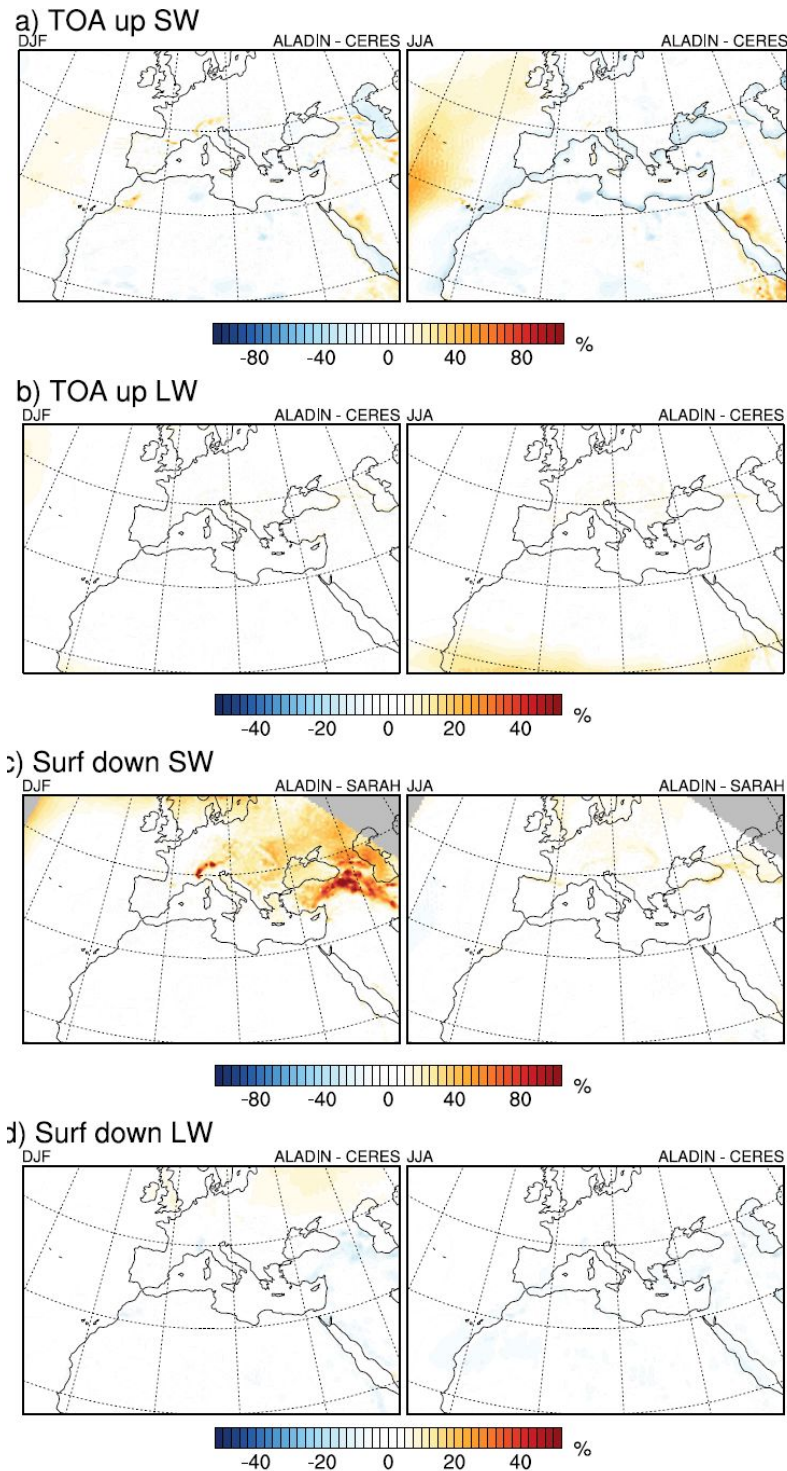 a) TOA up SW
DJF ALADIN - CERES JJA ALADIN - CERES
-80 -40 0 40 80 %
b) TOA up LW
DJF ALADIN - CERES JJA ALADIN - CERES
-40 -20 0 20 40 %
c) Surf down SW
DJF ALADIN - SARAH JJA ALADIN - SARAH
-80 -40 0 40 80 %
d) Surf down LW
DJF ALADIN - CERES JJA ALADIN - CERES
-40 -20 0 20 40 %